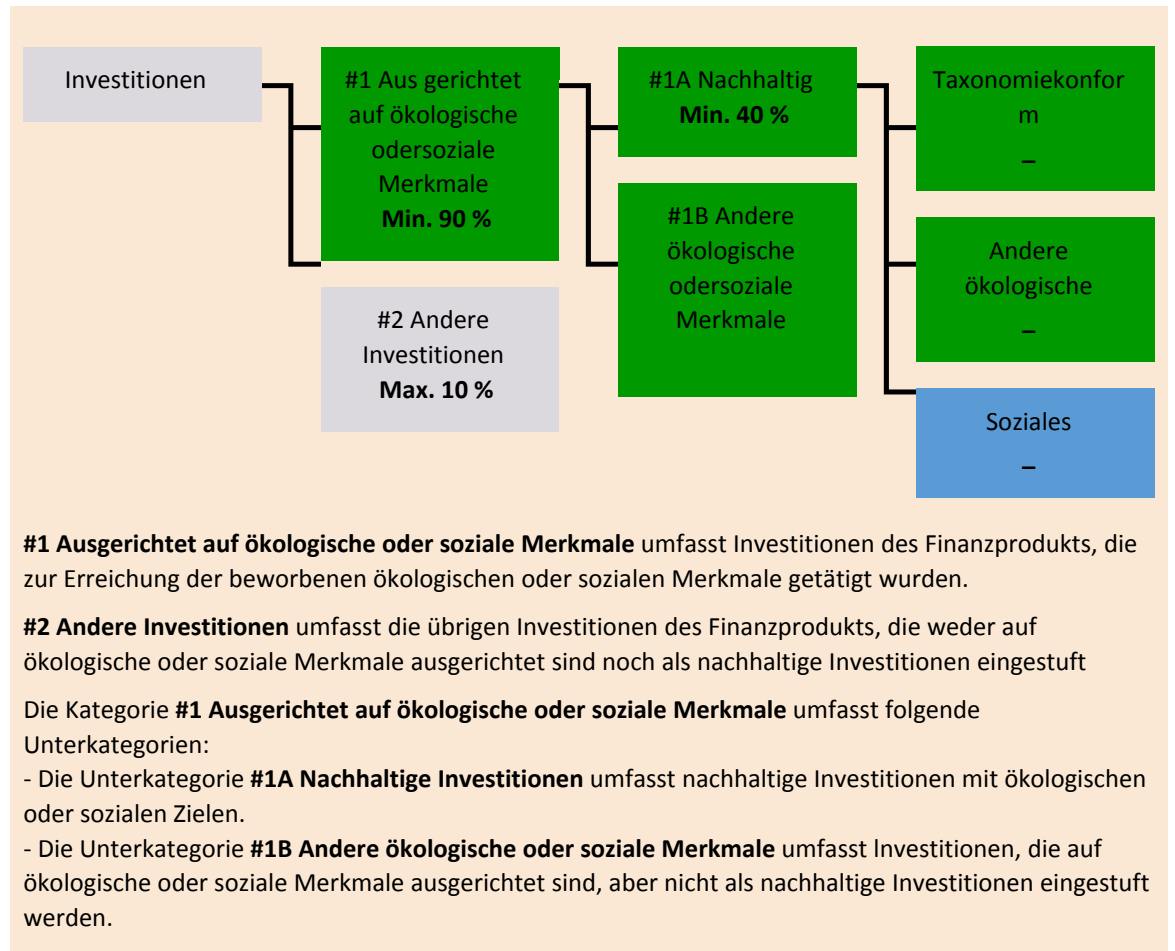 Investitionen
#1 Aus gerichtet
auf ökologische
odersoziale
Merkmale
Min. 90 %
#2 Andere
Investitionen
Max. 10 %
#1A Nachhaltig
Min. 40 %
#1B Andere
ökologische
odersoziale
Merkmale
Taxonomiekonfor
m
–
Andere
ökologische
–
Soziales
–
#1 Ausgerichtet auf ökologische oder soziale Merkmale umfasst Investitionen des Finanzprodukts, die
zur Erreichung der beworbenen ökologischen oder sozialen Merkmale getätigt wurden.
#2 Andere Investitionen umfasst die übrigen Investitionen des Finanzprodukts, die weder auf
ökologische oder soziale Merkmale ausgerichtet sind noch als nachhaltige Investitionen eingestuft
Die Kategorie #1 Ausgerichtet auf ökologische oder soziale Merkmale umfasst folgende
Unterkategorien:
- Die Unterkategorie #1A Nachhaltige Investitionen umfasst nachhaltige Investitionen mit ökologischen
oder sozialen Zielen.
- Die Unterkategorie #1B Andere ökologische oder soziale Merkmale umfasst lnvestitionen, die auf
ökologische oder soziale Merkmale ausgerichtet sind, aber nicht als nachhaltige Investitionen eingestuft
werden.